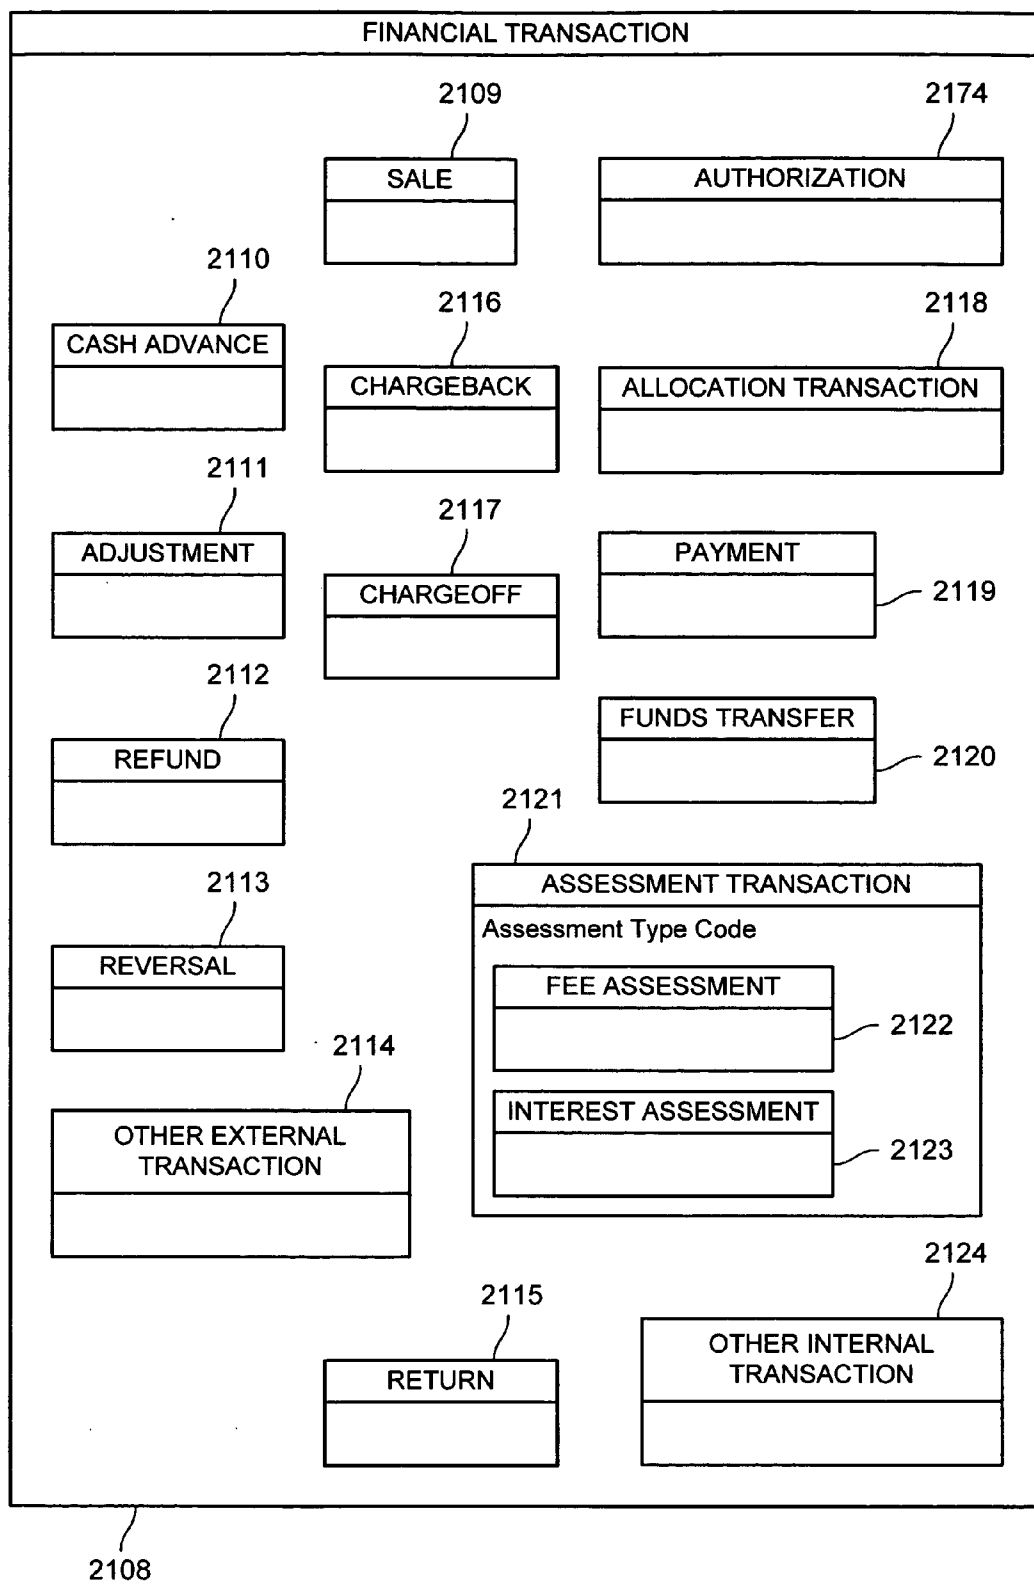 FINANCIAL TRANSACTION
2109
2174
SALE
AUTHORIZATION
2110
2116
2118
CASH ADVANCE
CHARGEBACK
ALLOCATION TRANSACTION
2111
2117
ADJUSTMENT
PAYMENT
CHARGEOFF
2119
2112
FUNDS TRANSFER
REFUND
2120
2121
2113
ASSESSMENT TRANSACTION
Assessment Type Code
REVERSAL
FEE ASSESSMENT
2122
2114
INTEREST ASSESSMENT
OTHER EXTERNAL
TRANSACTION
2123
2124
2115
OTHER INTERNAL
TRANSACTION
RETURN
2108